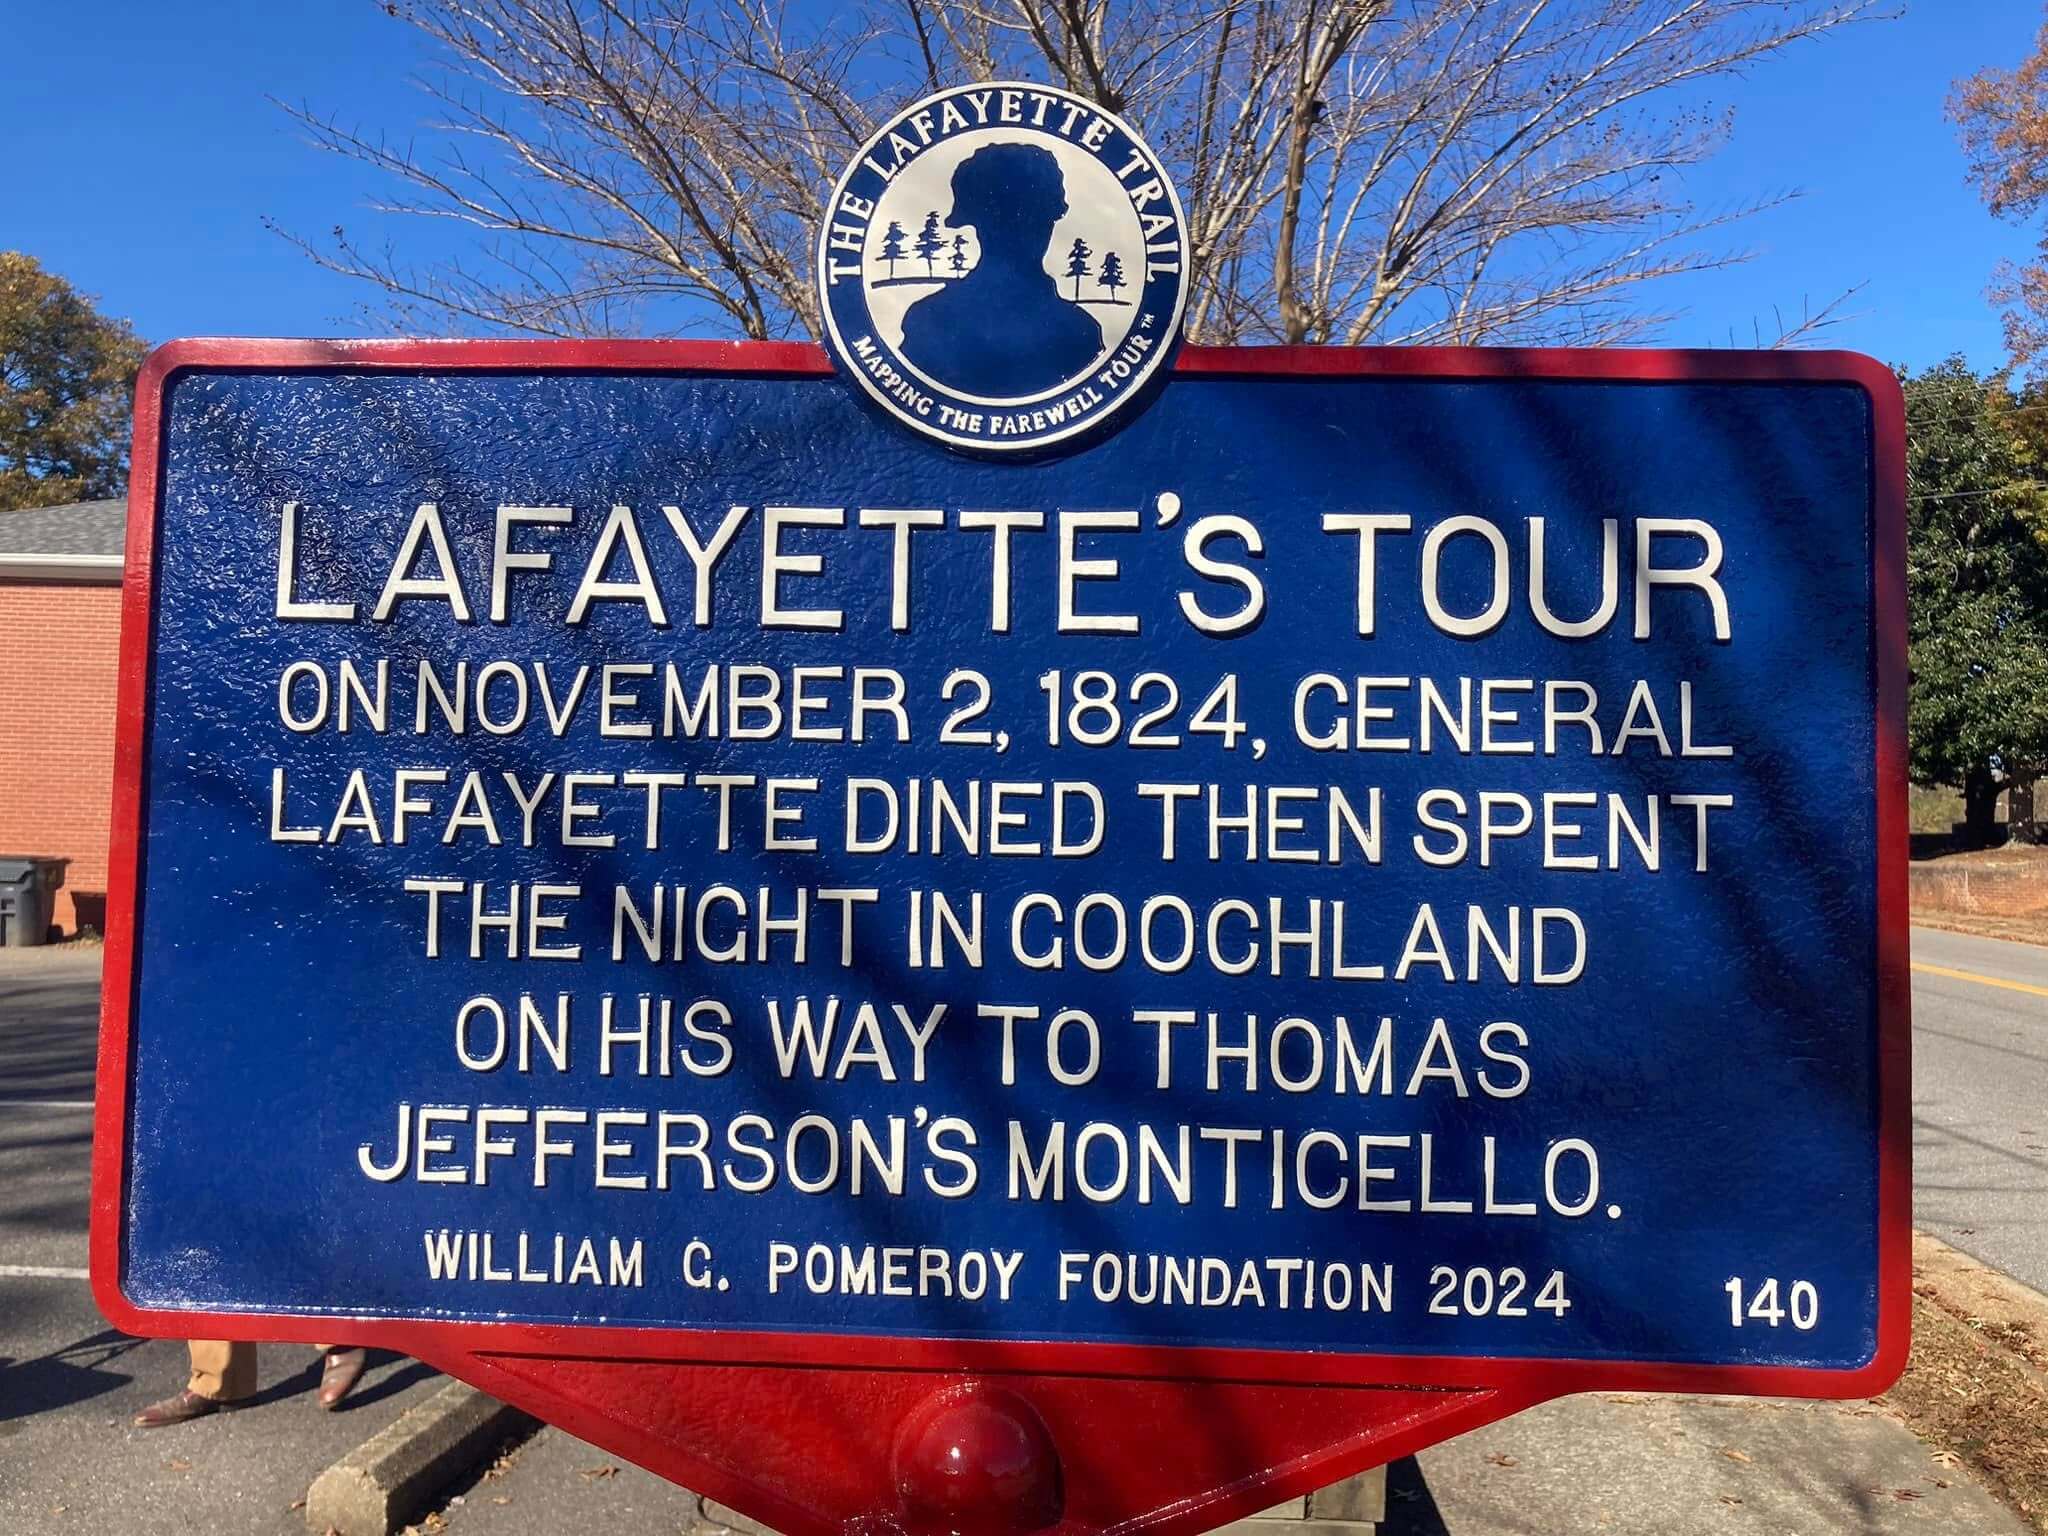 THE LAFAYETTE TRAIL
MAPPING THE FAREWELL TOUR™
LAFAYETTE'S TOUR
ON NOVEMBER 2, 1824, GENERAL
LAFAYETTE DINED THEN SPENT
THE NIGHT IN GOOCHLAND
ON HIS WAY TO THOMAS
JEFFERSON'S MONTICELLO.
WILLIAM G. POMEROY FOUNDATION 2024 140